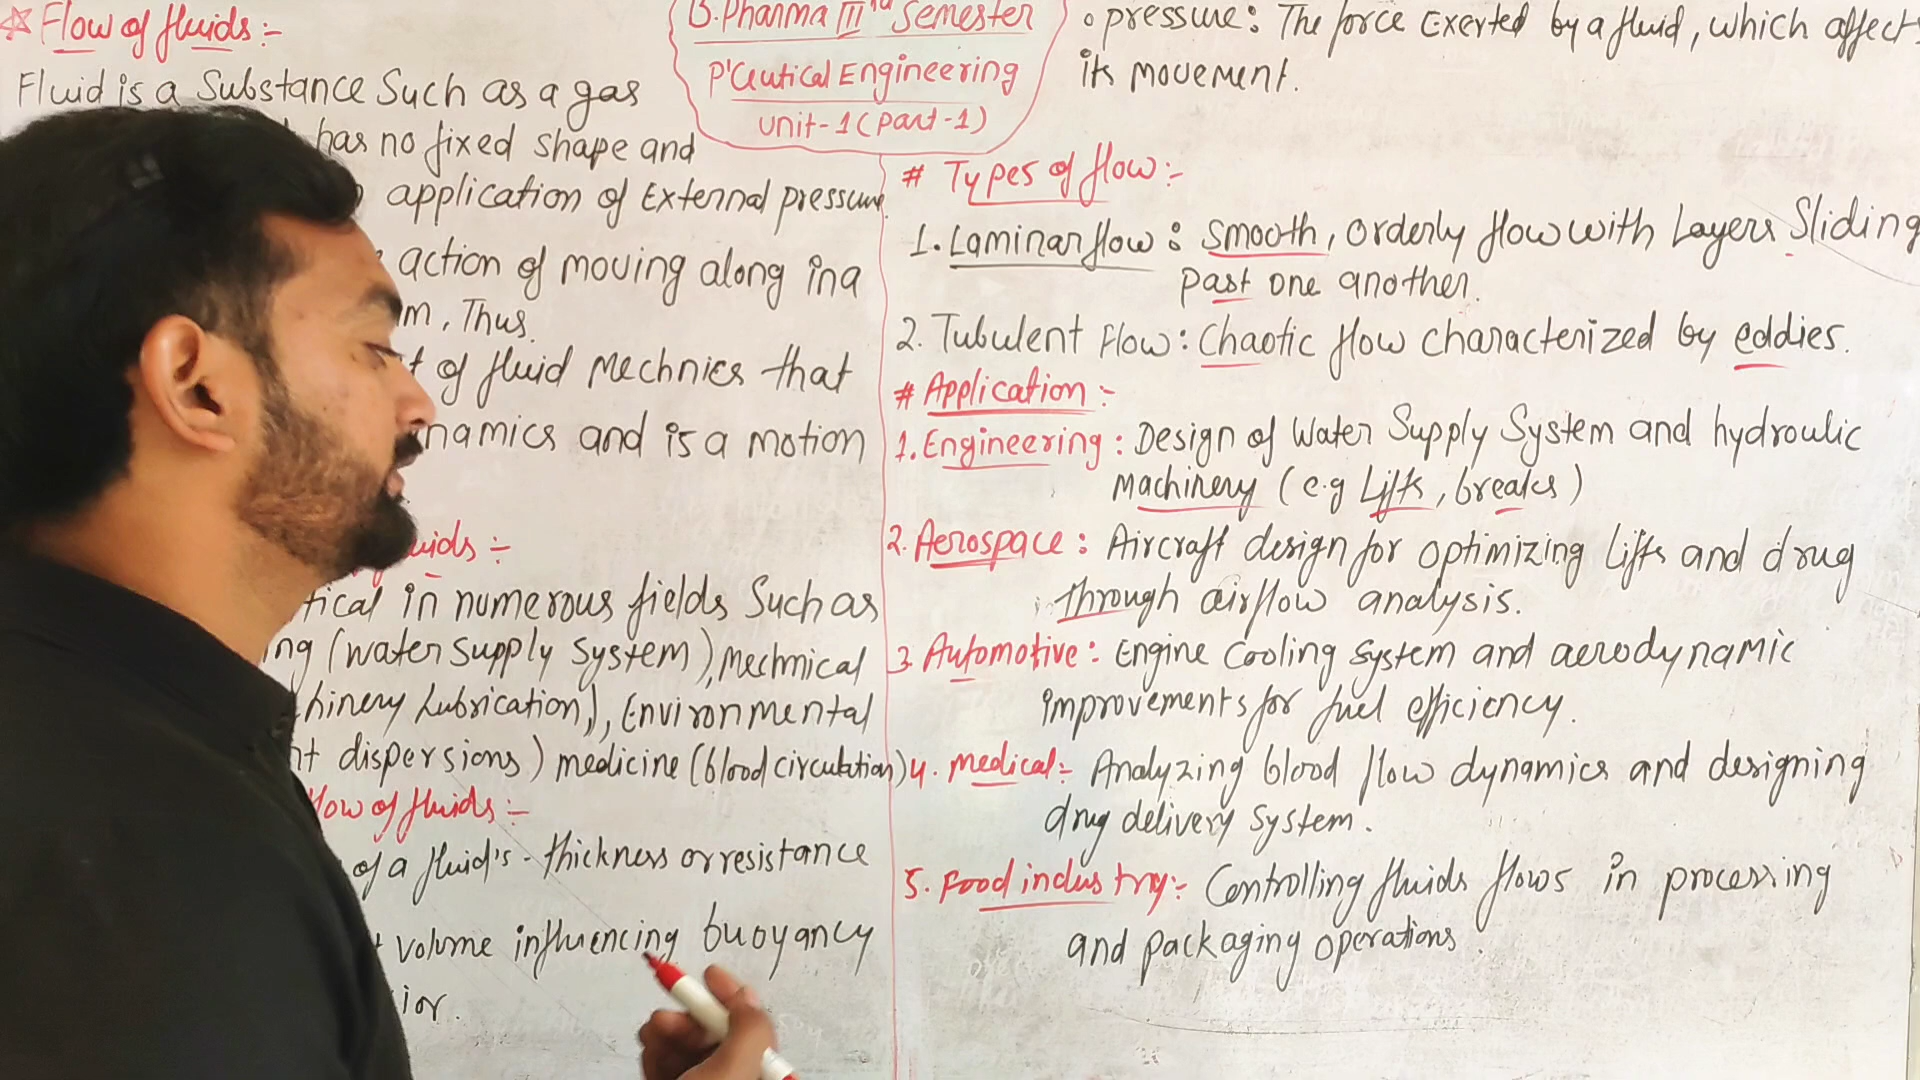 ☆ Flow of fluids :-
Fluid is a Substance Such as a gas
has no fixed shape and
application of External pressure.
action of moving along in a
m, Thus.
of fluid Mechnics that
namics and is a motion
uids :-
tical in numerous fields Such as
ing (water supply system), Mechnical
hinery Lubrication), Environmental
nt dispersions) medicine (blood circulation)
flow of fluids :-
of a fluid's - thickness or resistance
volume influencing buoyancy
ior.
B. Pharma IIIrd Semester
P'Ceutical Engineering
Unit-1 (Part-1)
o pressure: The force Exerted by a fluid, which affects
its movement.
# Types of flow :-
1. Laminar flow : Smooth, Orderly flow with Layers Sliding
past one another.
2. Tubulent Flow : Chaotic flow characterized by eddies.
# Application :-
1. Engineering : Design of Water Supply System and hydroulic
Machinery (e.g Lifts, breaks)
2. Aerospace : Aircraft design for optimizing lifts and drug
through airflow analysis.
3. Automotive : Engine Cooling system and aerodynamic
improvements for fuel efficiency.
4. Medical :- Analyzing blood flow dynamics and designing
drug delivery system.
5. Food industry :- Controlling fluids flows in processing
and packaging operations.